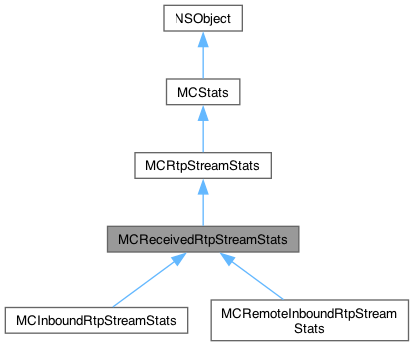 NSObject
MCStats
MCRtpStreamStats
MCReceivedRtpStreamStats
MCInboundRtpStreamStats
MCRemoteInboundRtpStream
Stats